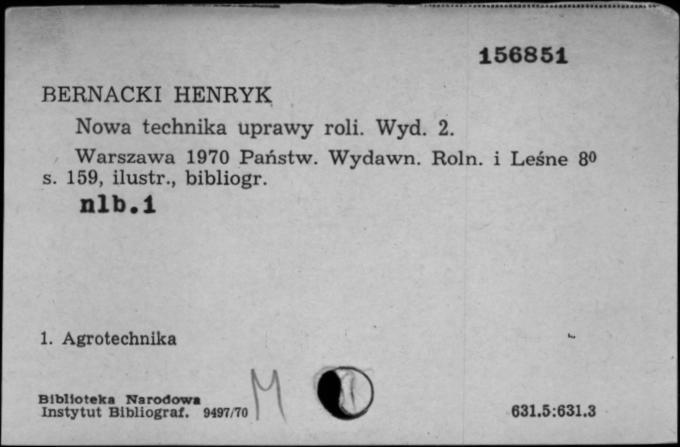 156851
BERNACKI HENRYK
Nowa technika uprawy roli. Wyd. 2.
Warszawa 1970 Państw. Wydawn. Roln. i Leśne 8⁰
s. 159, ilustr., bibliogr.
nlb.1
1. Agrotechnika
Biblioteka Narodowa
Instytut Bibliograf. 9497/70
M
631.5:631.3